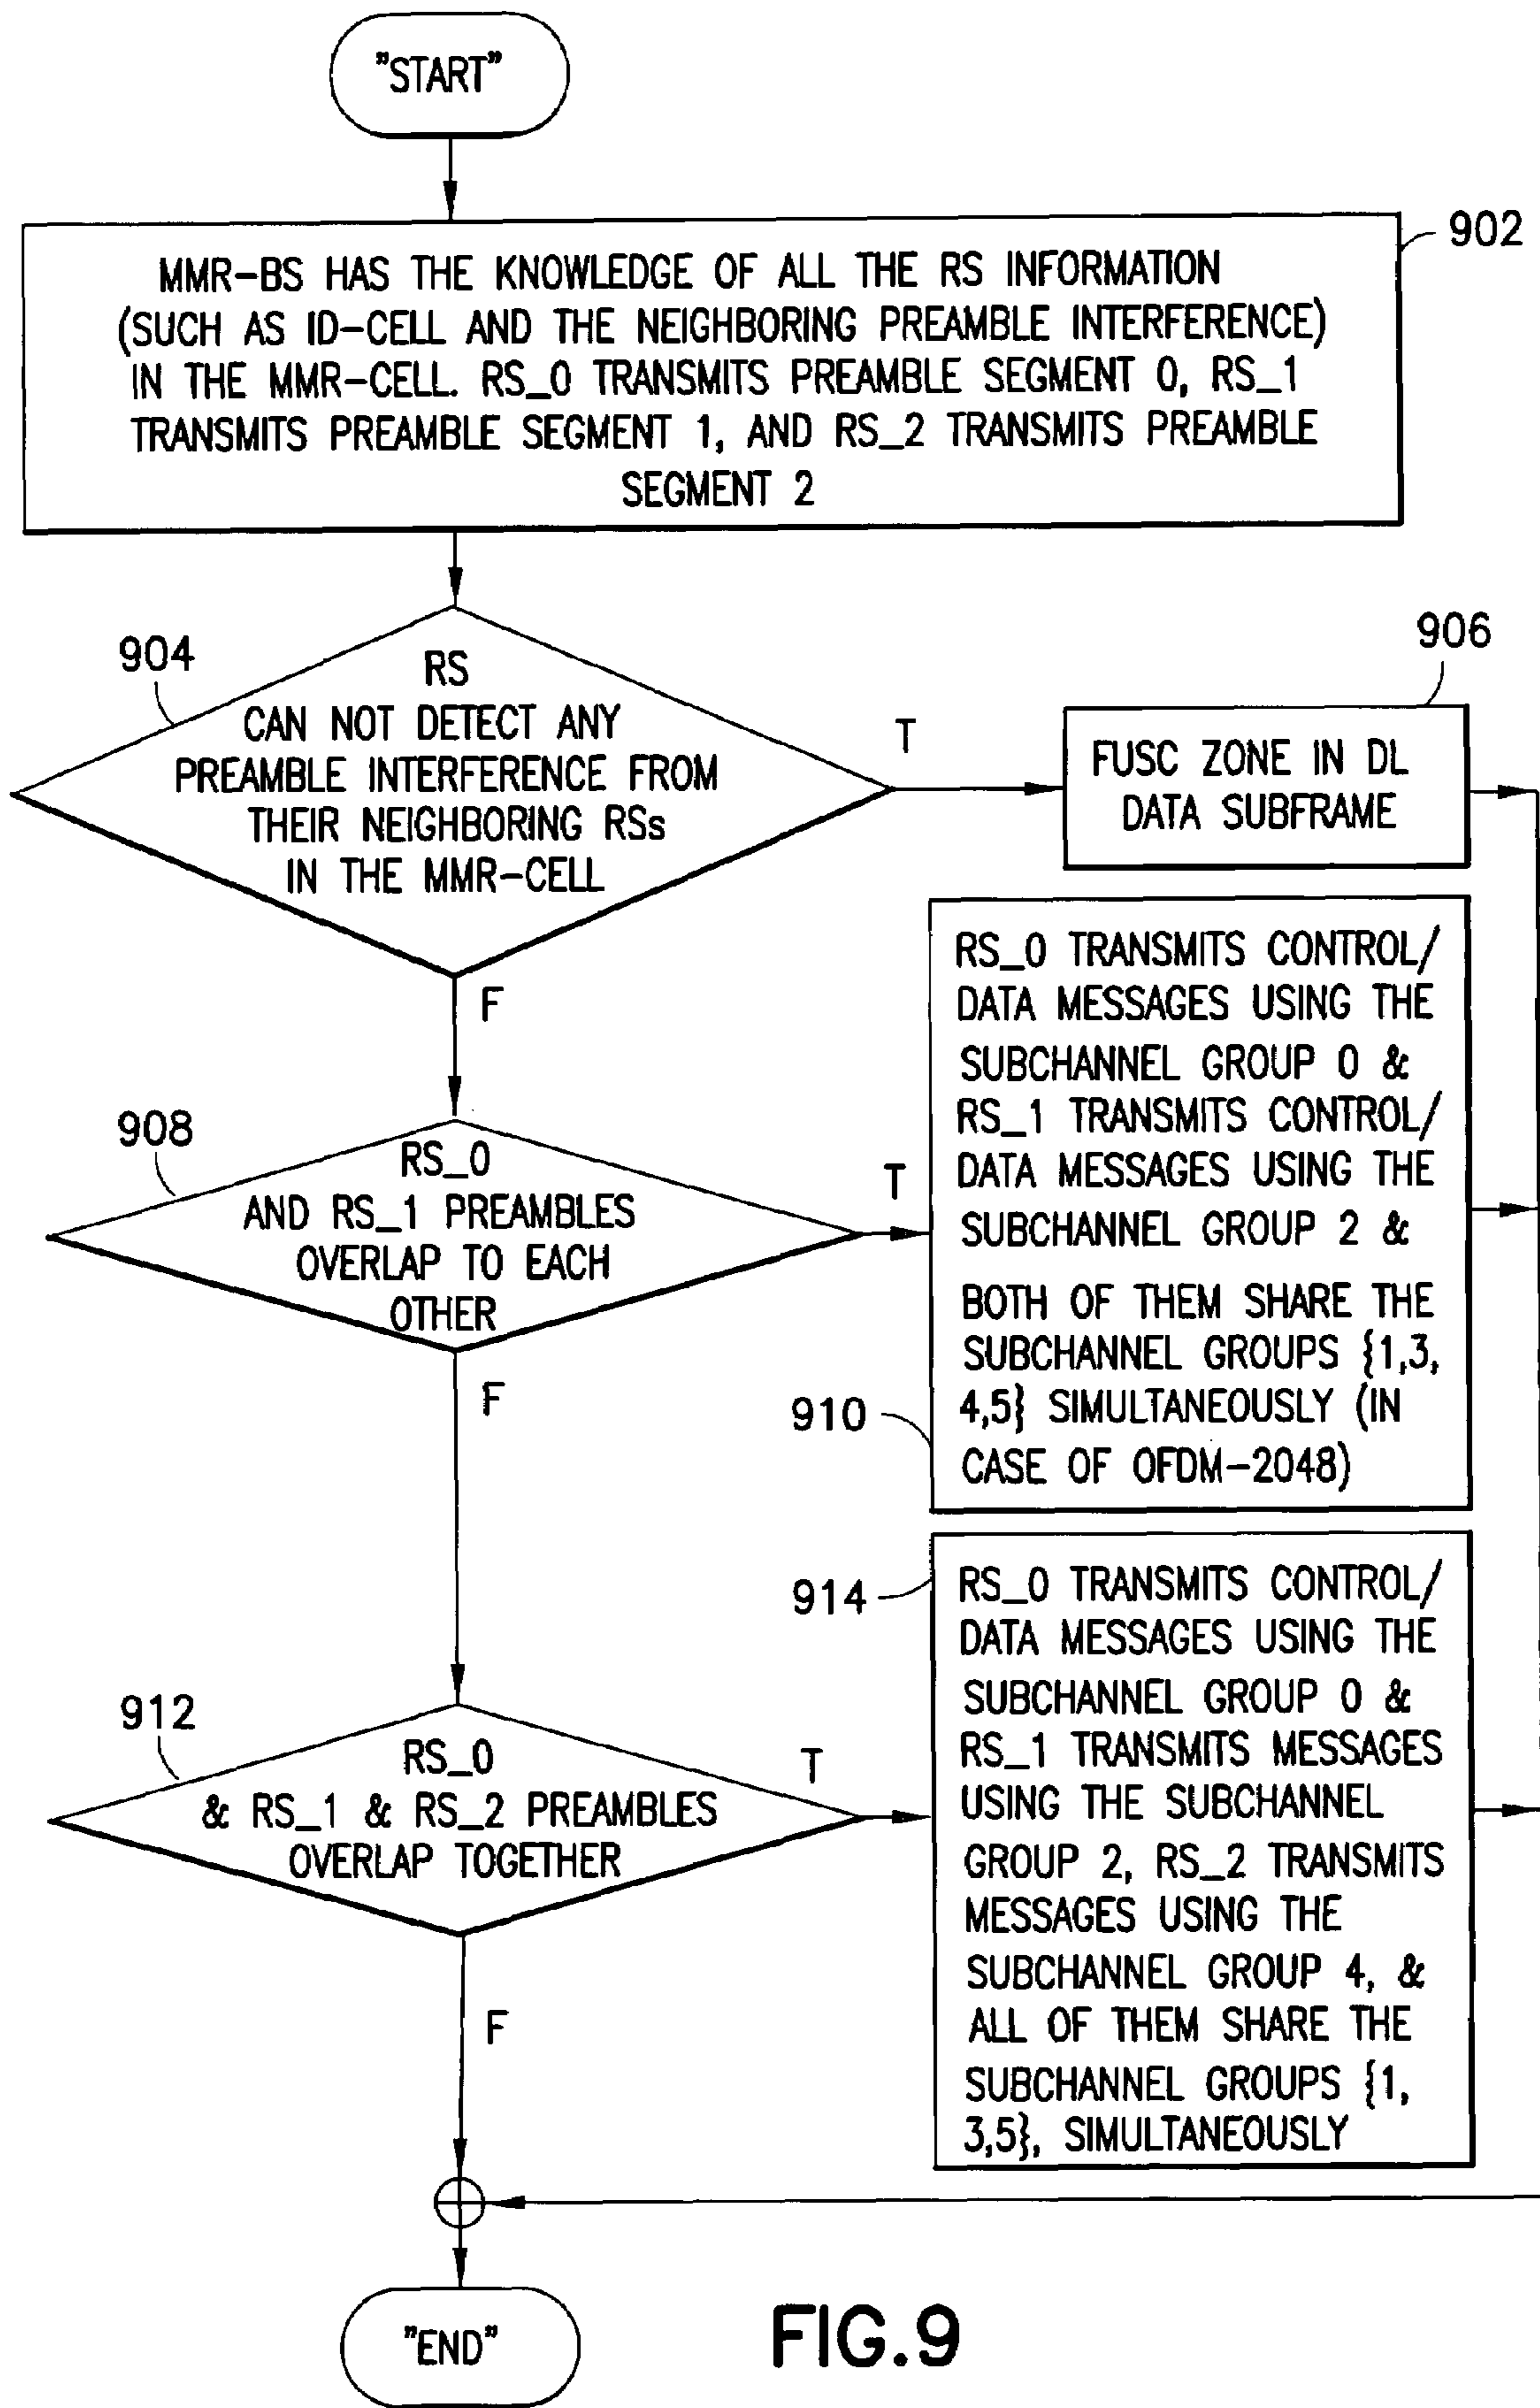 "START"
902
MMR-BS HAS THE KNOWLEDGE OF ALL THE RS INFORMATION
(SUCH AS ID-CELL AND THE NEIGHBORING PREAMBLE INTERFERENCE)
IN THE MMR-CELL. RS_0 TRANSMITS PREAMBLE SEGMENT 0, RS_1
TRANSMITS PREAMBLE SEGMENT 1, AND RS_2 TRANSMITS PREAMBLE
SEGMENT 2
904
RS
CAN NOT DETECT ANY
PREAMBLE INTERFERENCE FROM
THEIR NEIGHBORING RSs
IN THE MMR-CELL
T
F
906
FUSC ZONE IN DL
DATA SUBFRAME
908
RS_0
AND RS_1 PREAMBLES
OVERLAP TO EACH
OTHER
T
F
910
RS_0 TRANSMITS CONTROL/
DATA MESSAGES USING THE
SUBCHANNEL GROUP 0 &
RS_1 TRANSMITS CONTROL/
DATA MESSAGES USING THE
SUBCHANNEL GROUP 2 &
BOTH OF THEM SHARE THE
SUBCHANNEL GROUPS {1,3,
4,5} SIMULTANEOUSLY (IN
CASE OF OFDM-2048)
912
RS_0
& RS_1 & RS_2 PREAMBLES
OVERLAP TOGETHER
T
F
914
RS_0 TRANSMITS CONTROL/
DATA MESSAGES USING THE
SUBCHANNEL GROUP 0 &
RS_1 TRANSMITS MESSAGES
USING THE SUBCHANNEL
GROUP 2, RS_2 TRANSMITS
MESSAGES USING THE
SUBCHANNEL GROUP 4, &
ALL OF THEM SHARE THE
SUBCHANNEL GROUPS {1,
3,5}, SIMULTANEOUSLY
"END"
FIG.9